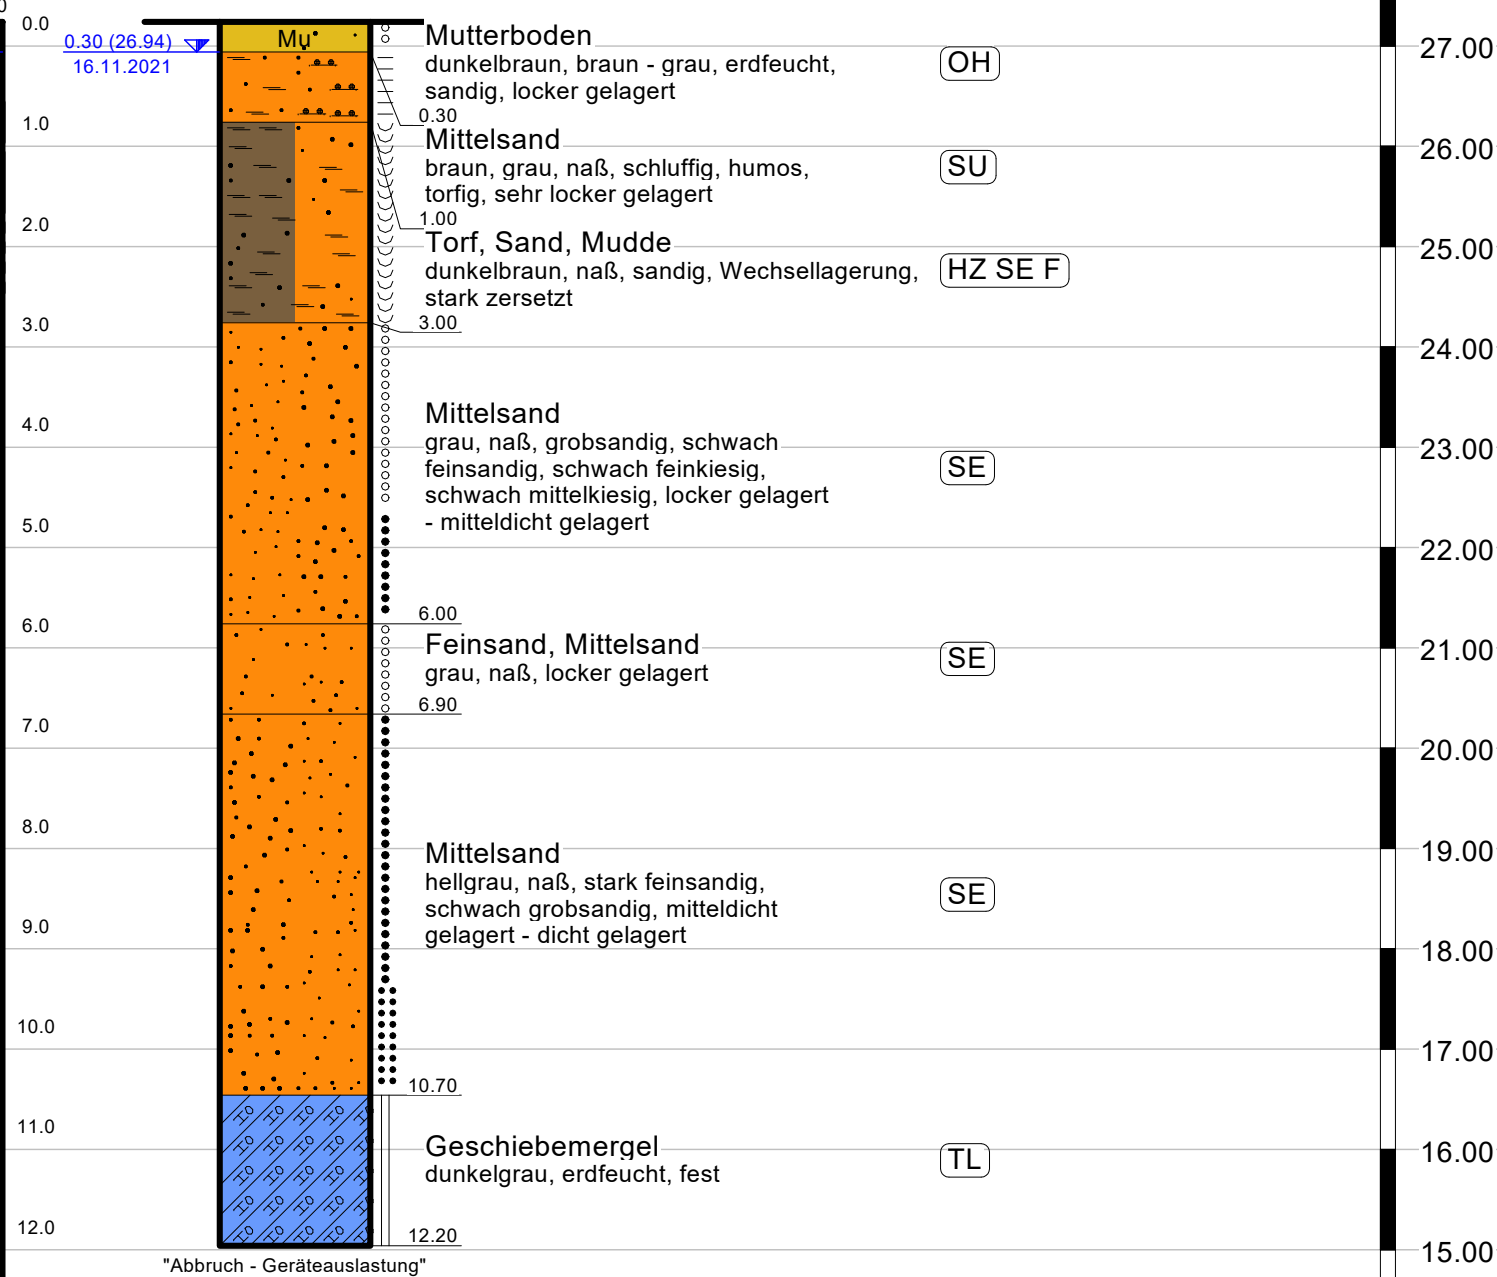 0
0.0
0.30 (26.94)
16.11.2021
Mu
Mutterboden
dunkelbraun, braun - grau, erdfeucht,
sandig, locker gelagert
0.30
OH
27.00
1.0
Mittelsand
braun, grau, naß, schluffig, humos,
torfig, sehr locker gelagert
1.00
SU
26.00
2.0
Torf, Sand, Mudde
dunkelbraun, naß, sandig, Wechsellagerung,
stark zersetzt
3.00
HZ SE F
25.00
3.0
24.00
4.0
Mittelsand
grau, naß, grobsandig, schwach
feinsandig, schwach feinkiesig,
schwach mittelkiesig, locker gelagert
- mitteldicht gelagert
SE
23.00
5.0
22.00
6.00
6.0
Feinsand, Mittelsand
grau, naß, locker gelagert
6.90
SE
21.00
7.0
20.00
8.0
Mittelsand
hellgrau, naß, stark feinsandig,
schwach grobsandig, mitteldicht
gelagert - dicht gelagert
SE
19.00
9.0
18.00
10.0
17.00
10.70
11.0
Geschiebemergel
dunkelgrau, erdfeucht, fest
TL
16.00
12.0
12.20
15.00
"Abbruch - Geräteauslastung"